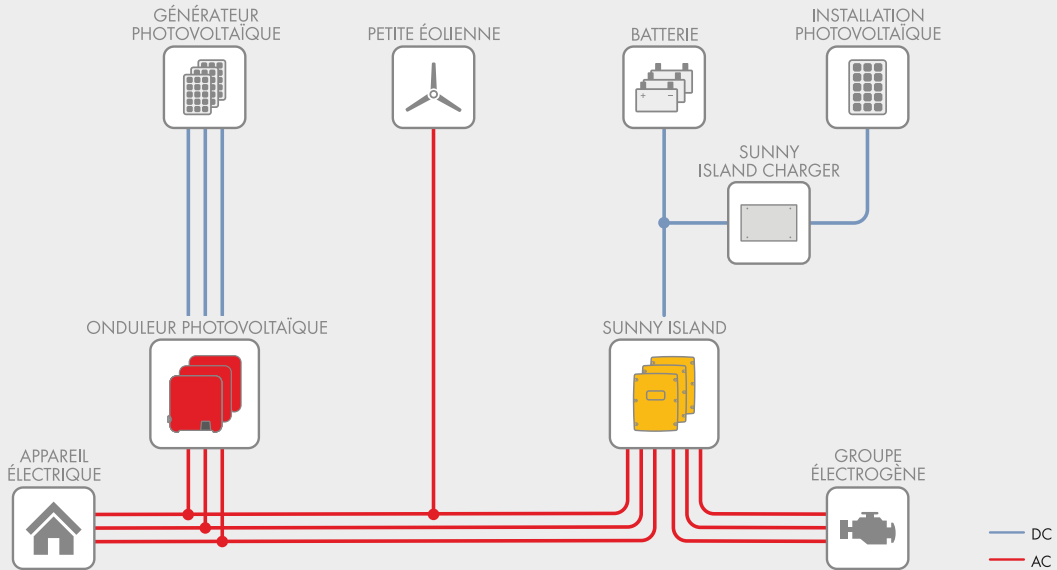 GÉNÉRATEUR
PHOTOVOLTAÏQUE
PETITE ÉOLIENNE
BATTERIE
INSTALLATION
PHOTOVOLTAÏQUE
+ −
SUNNY
ISLAND CHARGER
ONDULEUR PHOTOVOLTAÏQUE
SUNNY ISLAND
APPAREIL
ÉLECTRIQUE
GROUPE
ÉLECTROGÈNE
DC
AC